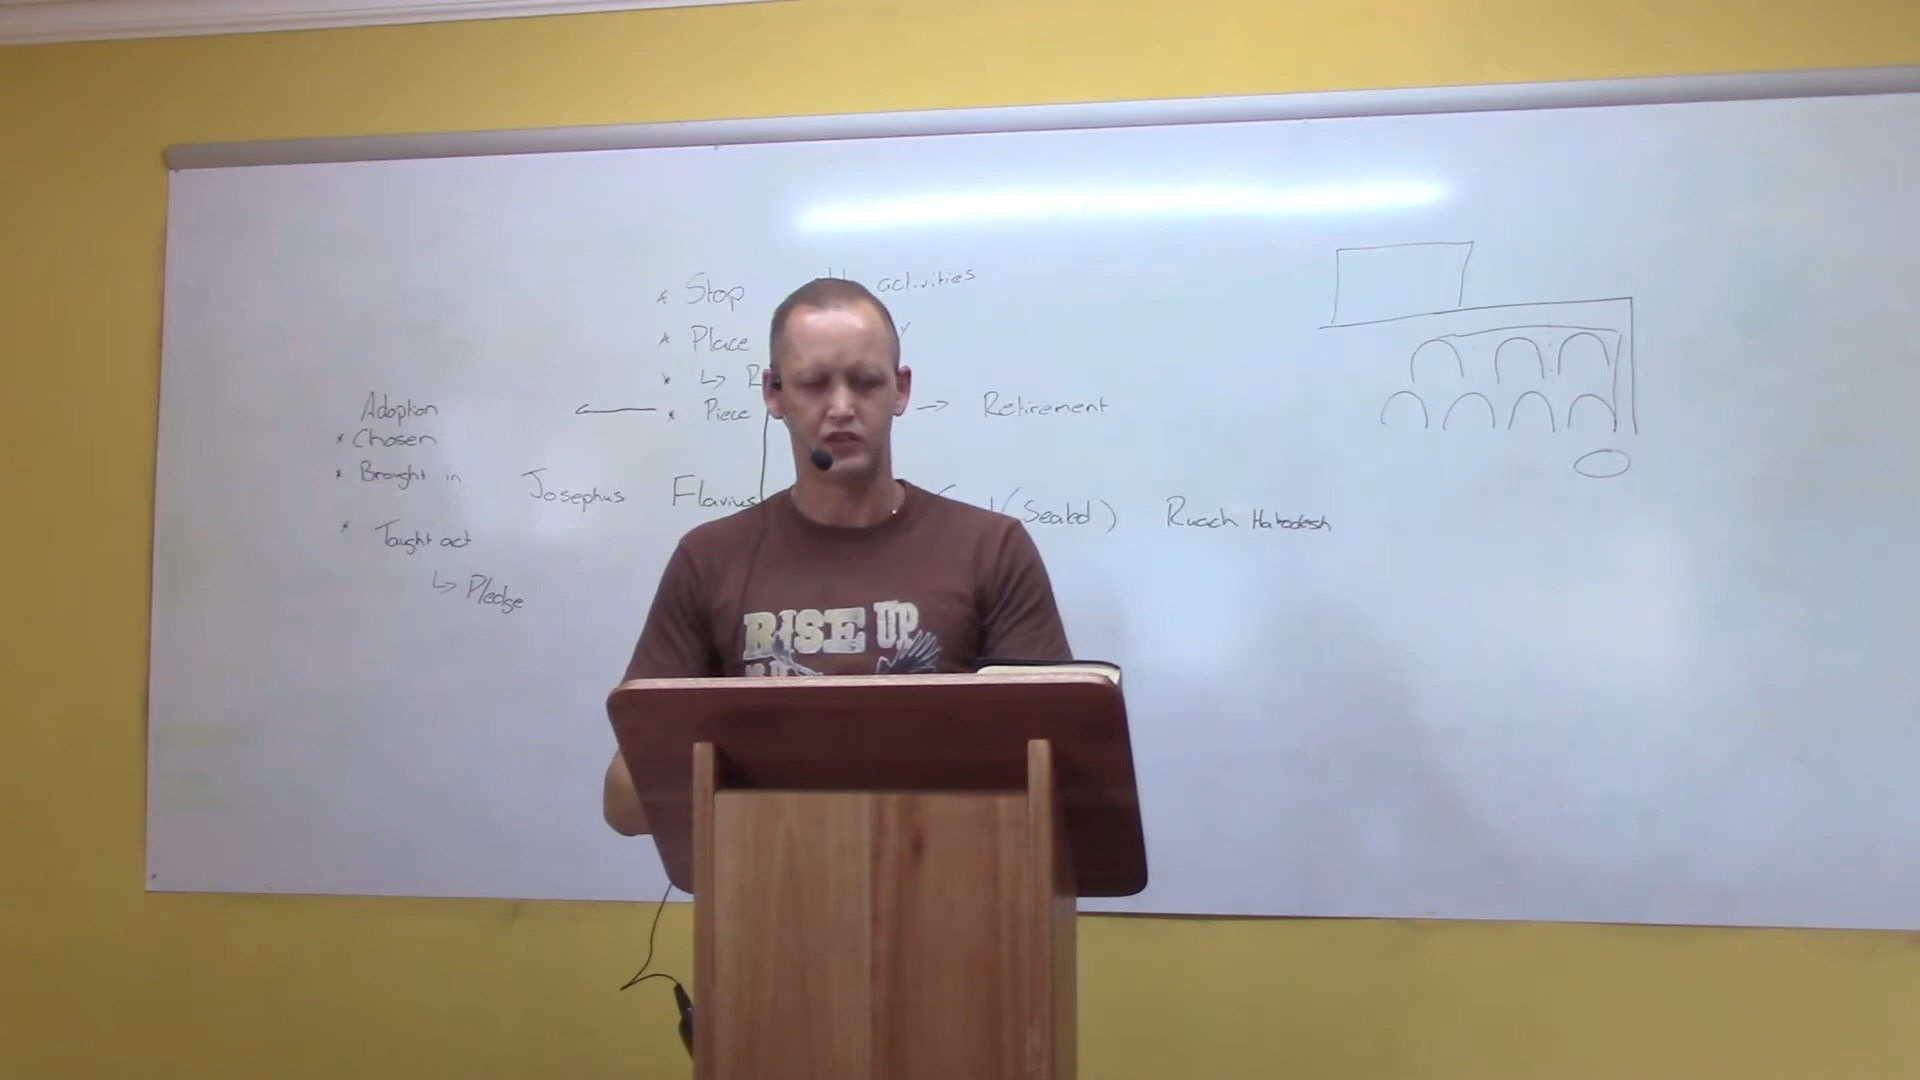 * Stop activities
* Place
* ↳ R
Adoption ← * Piece → Retirement
* Chosen
* Brought in
Josephus Flavius (Sealed) Ruach Hakodesh
* Taught act
↳ Pledge
RISE UP